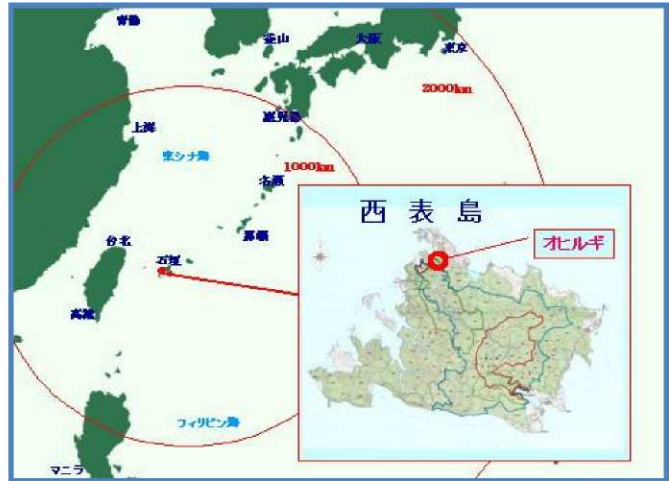 青島
釜山
大阪
東京
2000km
上海
鹿児島
東シナ海
1000km
名瀬
西表島
台北
那覇
オヒルギ
石垣
高雄
フィリピン海
マニラ